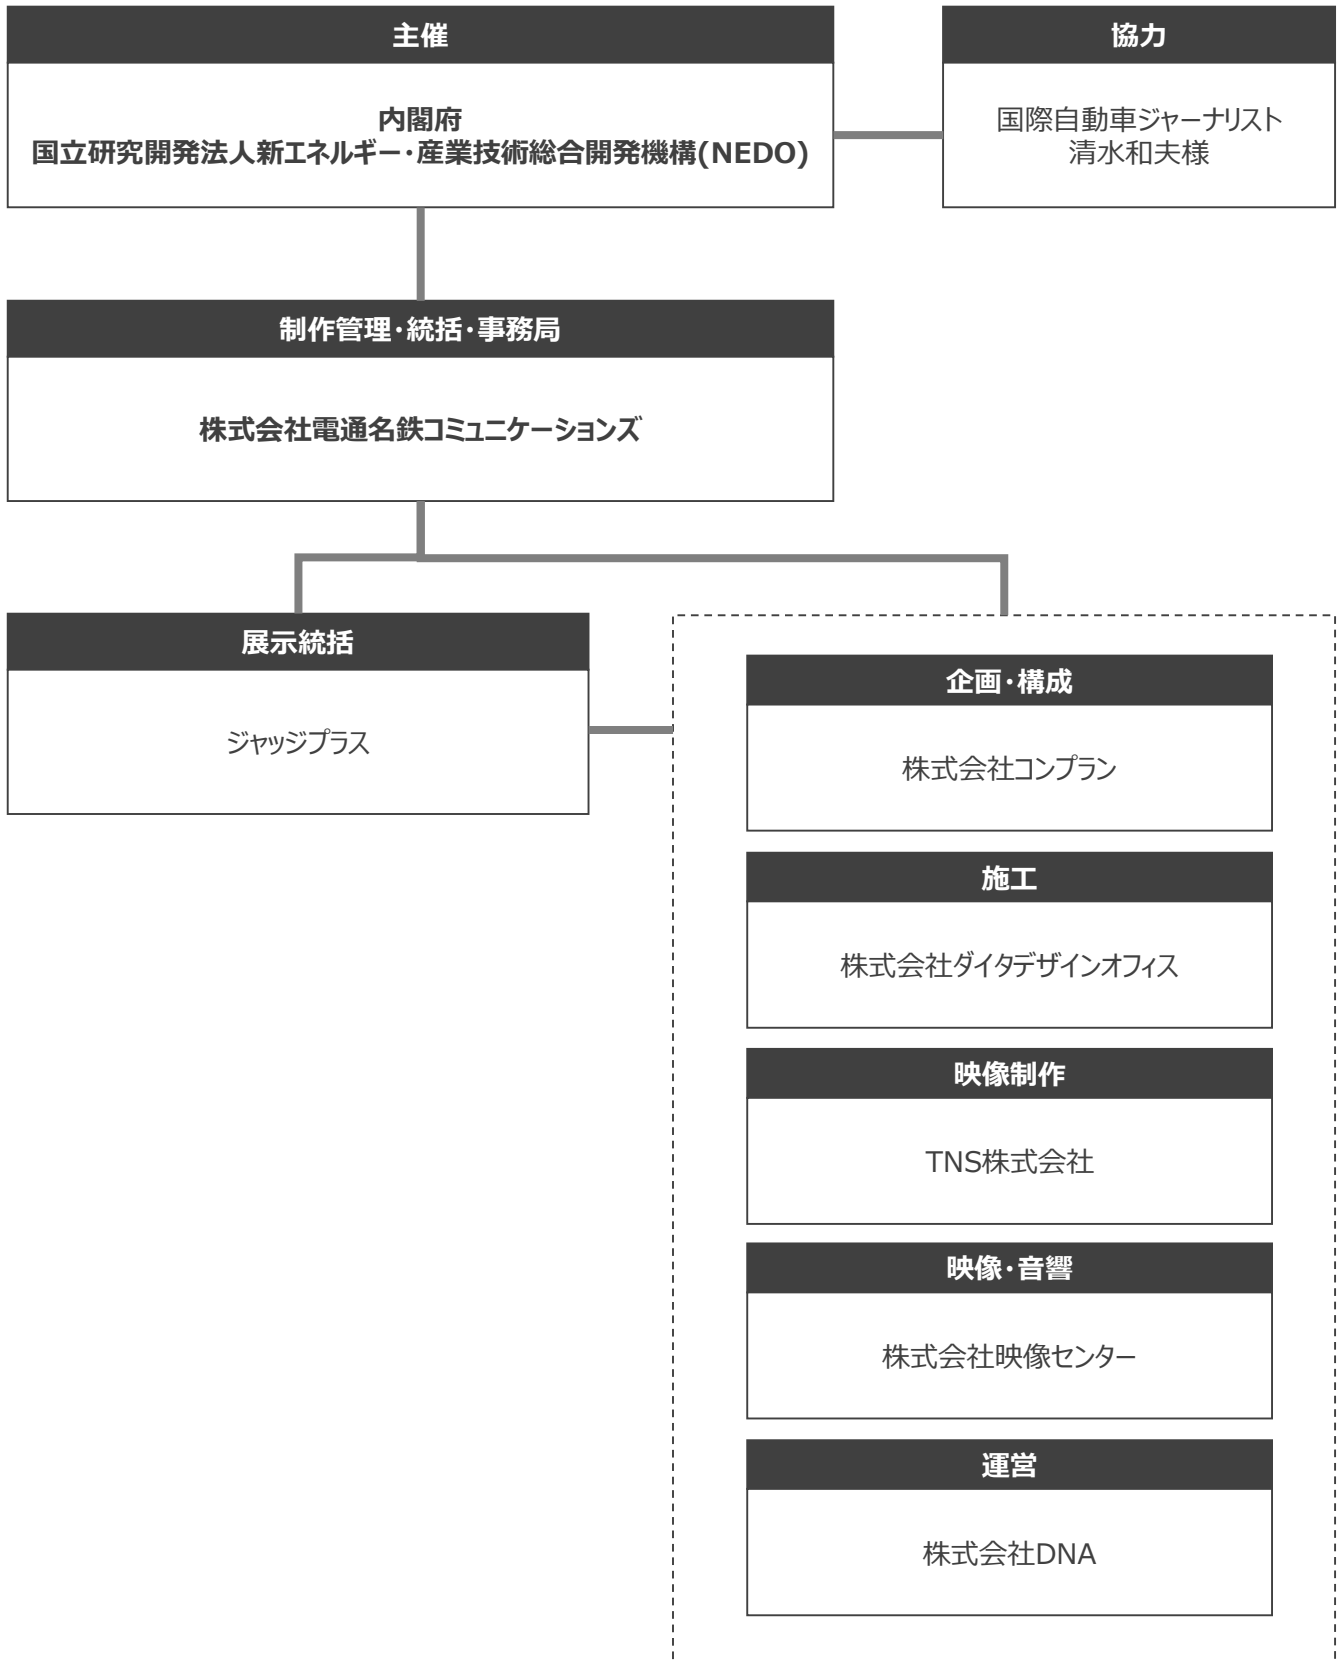 主催
内閣府
国立研究開発法人新エネルギー・産業技術総合開発機構(NEDO)
協力
国際自動車ジャーナリスト
清水和夫様
制作管理・統括・事務局
株式会社電通名鉄コミュニケーションズ
展示統括
ジャッジプラス
企画・構成
株式会社コンプラン
施工
株式会社ダイタデザインオフィス
映像制作
TNS株式会社
映像・音響
株式会社映像センター
運営
株式会社DNA